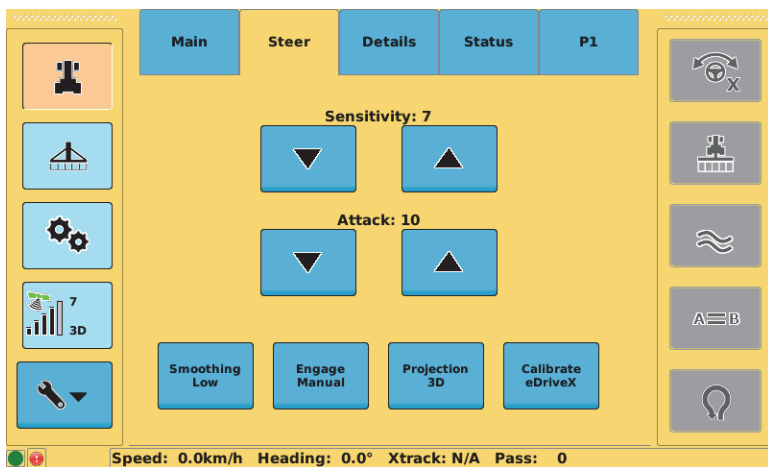 Main Steer Details Status P1
Sensitivity: 7
Attack: 10
7
3D
Smoothing
Low
Engage
Manual
Projection
3D
Calibrate
eDriveX
X
A B
Speed: 0.0km/h Heading: 0.0° Xtrack: N/A Pass: 0